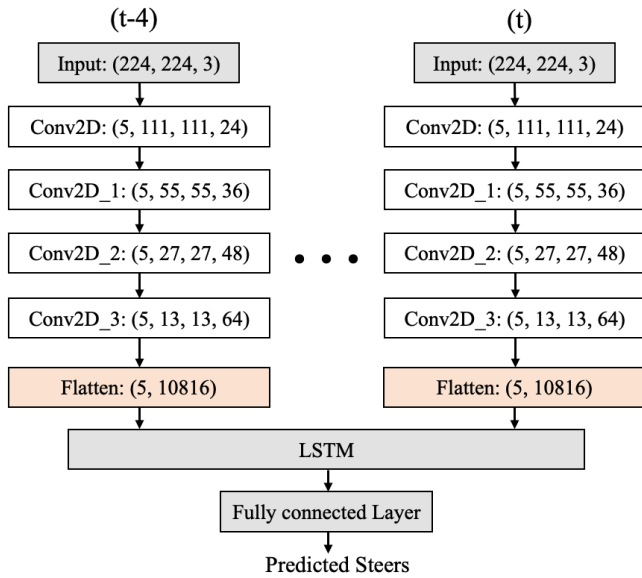 (t-4)
Input: (224, 224, 3)
Conv2D: (5, 111, 111, 24)
Conv2D_1: (5, 55, 55, 36)
Conv2D_2: (5, 27, 27, 48)
Conv2D_3: (5, 13, 13, 64)
Flatten: (5, 10816)
• • •
(t)
Input: (224, 224, 3)
Conv2D: (5, 111, 111, 24)
Conv2D_1: (5, 55, 55, 36)
Conv2D_2: (5, 27, 27, 48)
Conv2D_3: (5, 13, 13, 64)
Flatten: (5, 10816)
LSTM
Fully connected Layer
Predicted Steers